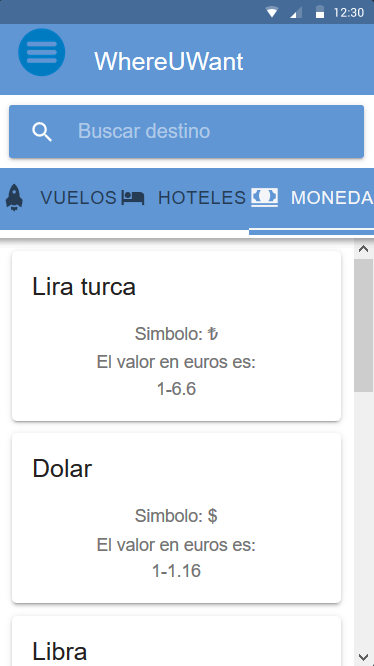 12:30
WhereUWant
Buscar destino
VUELOS HOTELES MONEDA
Lira turca
Simbolo: ₺
El valor en euros es:
1-6.6
Dolar
Simbolo: $
El valor en euros es:
1-1.16
Libra